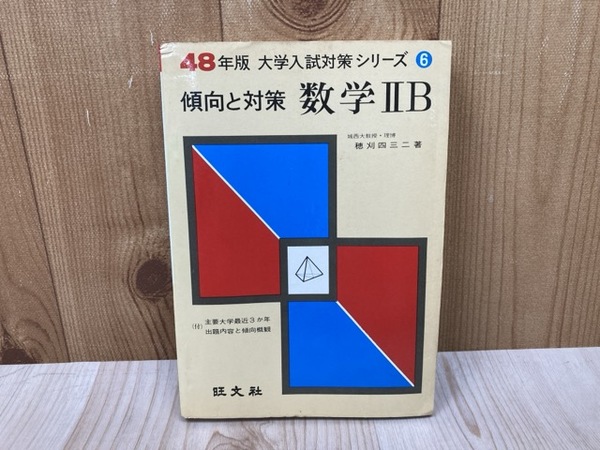 48年版 大学入試対策シリーズ 6
傾向と対策 数学ⅡB
城西大教授・理博
穂刈四三二著
(付) 主要大学最近3か年
出題内容と傾向概観
旺文社